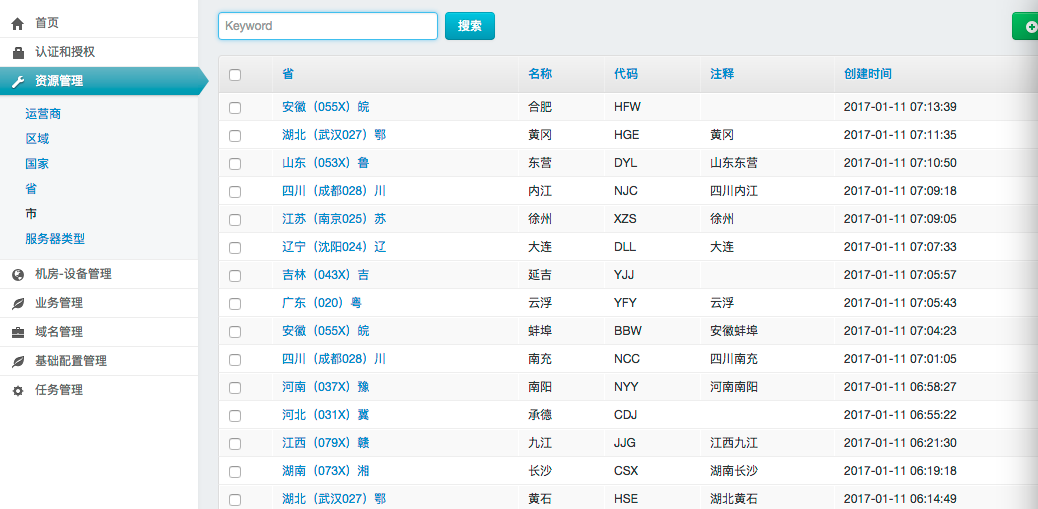 首页
认证和授权
资源管理
运营商
区域
国家
省
市
服务器类型
机房-设备管理
业务管理
域名管理
基础配置管理
任务管理
Keyword 搜索
省 名称 代码 注释 创建时间
安徽（055X）皖 合肥 HFW 2017-01-11 07:13:39
湖北（武汉027）鄂 黄冈 HGE 黄冈 2017-01-11 07:11:35
山东（053X）鲁 东营 DYL 山东东营 2017-01-11 07:10:50
四川（成都028）川 内江 NJC 四川内江 2017-01-11 07:09:18
江苏（南京025）苏 徐州 XZS 徐州 2017-01-11 07:09:05
辽宁（沈阳024）辽 大连 DLL 大连 2017-01-11 07:07:33
吉林（043X）吉 延吉 YJJ 2017-01-11 07:05:57
广东（020）粤 云浮 YFY 云浮 2017-01-11 07:05:43
安徽（055X）皖 蚌埠 BBW 安徽蚌埠 2017-01-11 07:04:23
四川（成都028）川 南充 NCC 四川南充 2017-01-11 07:01:05
河南（037X）豫 南阳 NYY 河南南阳 2017-01-11 06:58:27
河北（031X）冀 承德 CDJ 2017-01-11 06:55:22
江西（079X）赣 九江 JJG 江西九江 2017-01-11 06:21:30
湖南（073X）湘 长沙 CSX 湖南长沙 2017-01-11 06:19:18
湖北（武汉027）鄂 黄石 HSE 湖北黄石 2017-01-11 06:14:49